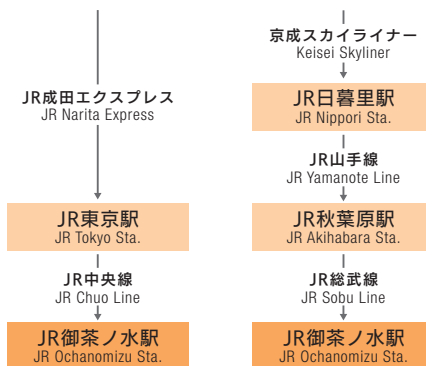 JR成田エクスプレス
JR Narita Express
JR東京駅
JR Tokyo Sta.
JR中央線
JR Chuo Line
JR御茶ノ水駅
JR Ochanomizu Sta.
京成スカイライナー
Keisei Skyliner
JR日暮里駅
JR Nippori Sta.
JR山手線
JR Yamanote Line
JR秋葉原駅
JR Akihabara Sta.
JR総武線
JR Sobu Line
JR御茶ノ水駅
JR Ochanomizu Sta.